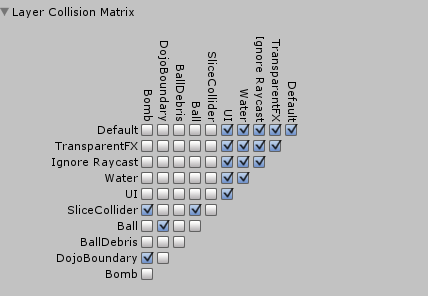 Layer Collision Matrix
Bomb
DojoBoundary
BallDebris
Ball
SliceCollider
UI
Water
Ignore Raycast
TransparentFX
Default
Default
TransparentFX
Ignore Raycast
Water
UI
SliceCollider
Ball
BallDebris
DojoBoundary
Bomb